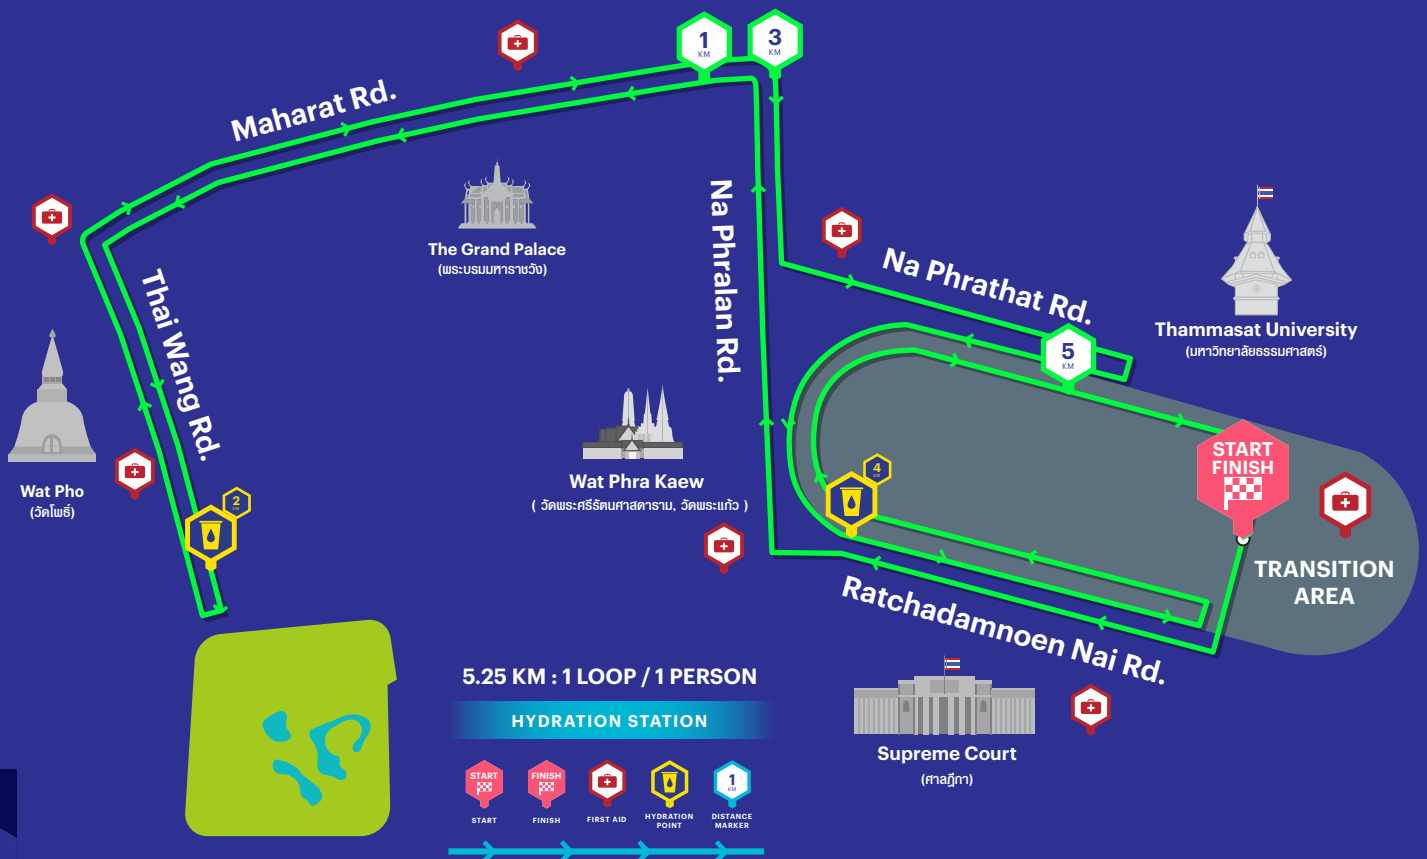 1
KM
3
KM
Maharat Rd.
The Grand Palace
(พระบรมมหาราชวัง)
Na Phralan Rd.
Na Phrathat Rd.
Thammasat University
(มหาวิทยาลัยธรรมศาสตร์)
5
KM
Thai Wang Rd.
Wat Pho
(วัดโพธิ์)
2
KM
Wat Phra Kaew
( วัดพระศรีรัตนศาสดาราม, วัดพระแก้ว )
4
KM
START
FINISH
TRANSITION
AREA
Ratchadamnoen Nai Rd.
Supreme Court
(ศาลฎีกา)
5.25 KM : 1 LOOP / 1 PERSON
HYDRATION STATION
START
FINISH
1
KM
START
FINISH
FIRST AID
HYDRATION
POINT
DISTANCE
MARKER